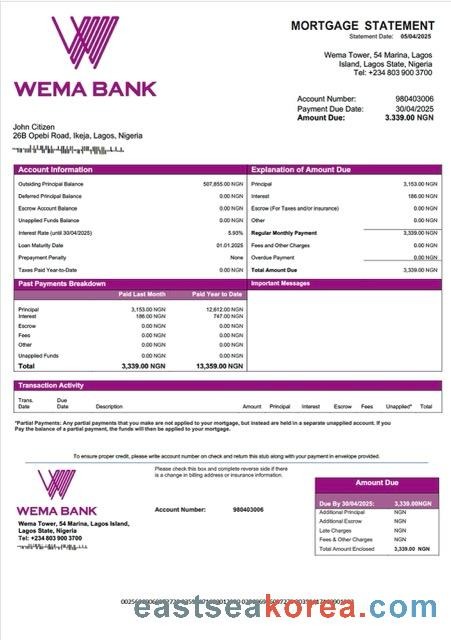 WEMA BANK
MORTGAGE STATEMENT
Statement Date: 05/04/2025
Wema Tower, 54 Marina, Lagos
Island, Lagos State, Nigeria
Tel: +234 803 900 3700
Account Number: 980403006
Payment Due Date: 30/04/2025
Amount Due: 3.339.00 NGN
John Citizen
26B Opebi Road, Ikeja, Lagos, Nigeria
Account Information
Outsiding Principal Balance 507,855.00 NGN
Deferred Principal Balance 0.00 NGN
Escrow Account Balance 0.00 NGN
Unapplied Funds Balance 0.00 NGN
Interest Rate (until 30/04/2025) 5.93%
Loan Maturity Date 01.01.2025
Prepayment Penalty None
Taxes Paid Year-to-Date 0.00 NGN
Explanation of Amount Due
Principal 3,153.00 NGN
Interest 186.00 NGN
Escrow (For Taxes and/or insurance) 0.00 NGN
Other 0.00 NGN
Regular Monthly Payment 3,339.00 NGN
Fees and Other Charges 0.00 NGN
Overdue Payment 0.00 NGN
Total Amount Due 3,339.00 NGN
Past Payments Breakdown
Paid Last Month Paid Year to Date
Principal 3,153.00 NGN 12,612.00 NGN
Interest 186.00 NGN 747.00 NGN
Escrow 0.00 NGN 0.00 NGN
Fees 0.00 NGN 0.00 NGN
Other 0.00 NGN 0.00 NGN
Unapplied Funds 0.00 NGN 0.00 NGN
Total 3,339.00 NGN 13,359.00 NGN
Important Messages
Transaction Activity
Trans. Date Due Date Description Amount Principal Interest Escrow Fees Unapplied* Total
*Partial Payments: Any partial payments that you make are not applied to your mortgage, but instead are held in a separate unapplied account. If you
Pay the balance of a partial payment, the funds will then be applied to your mortgage.
To ensure proper credit, please write account number on check and return this stub along with your payment in envelope provided.
WEMA BANK
Wema Tower, 54 Marina, Lagos Island,
Lagos State, Nigeria
Tel: +234 803 900 3700
Please check this box and complete reverse side if there
is a change in billing address or insurance information.
Account Number: 980403006
Amount Due
Due By 30/04/2025: 3,339.00NGN
Additional Principal NGN
Additional Escrow NGN
Late Charges NGN
Fees & Other Charges NGN
Total Amount Enclosed 3,339.00 NGN
eastseakorea.com